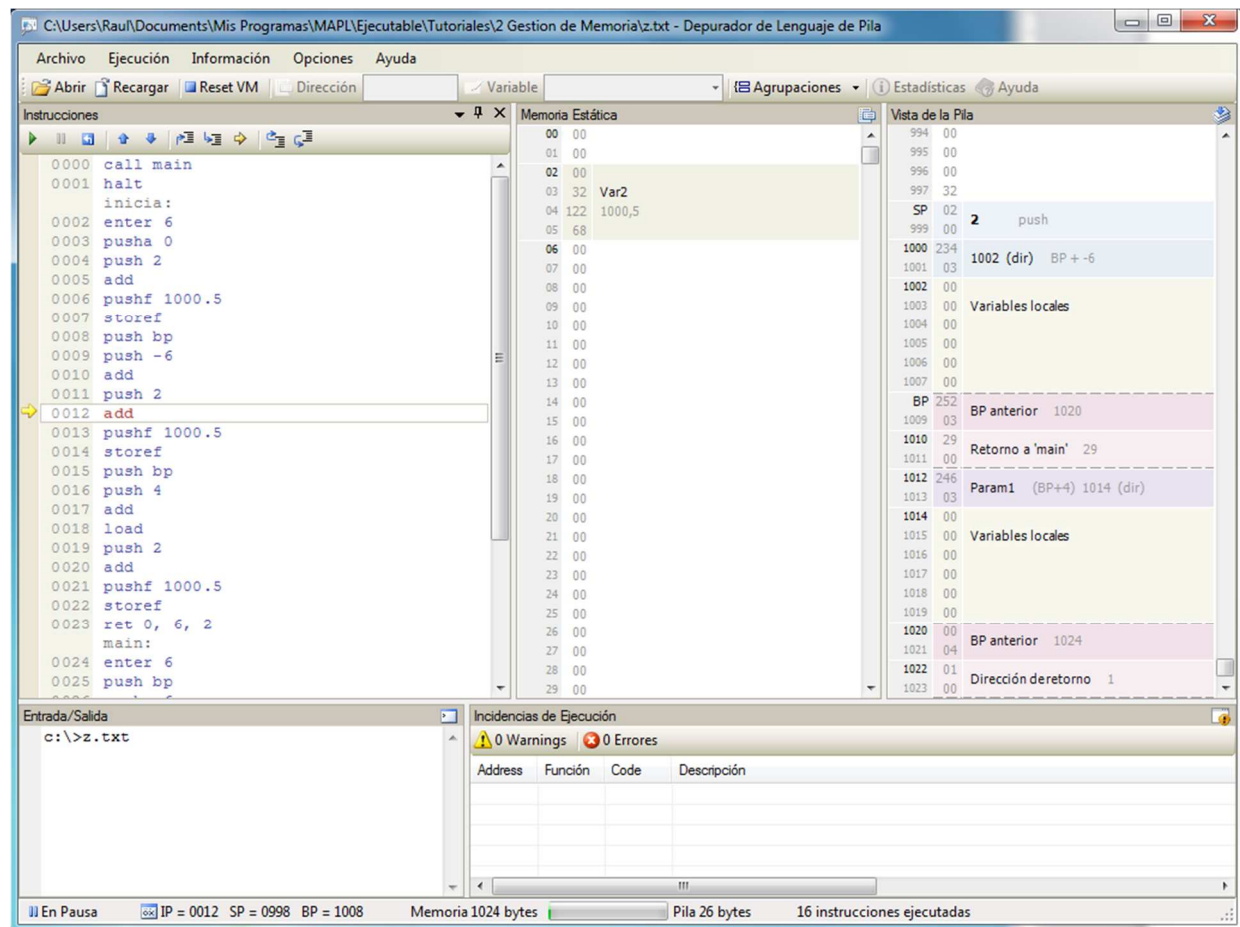 C:\Users\Raul\Documents\Mis Programas\MAPL\Ejecutable\Tutoriales\2 Gestion de Memoria\z.txt - Depurador de Lenguaje de Pila
Archivo Ejecución Información Opciones Ayuda
Abrir Recargar Reset VM Dirección Variable Agrupaciones Estadísticas Ayuda
Instrucciones
0000 call main
0001 halt
inicia:
0002 enter 6
0003 pusha 0
0004 push 2
0005 add
0006 pushf 1000.5
0007 storef
0008 push bp
0009 push -6
0010 add
0011 push 2
0012 add
0013 pushf 1000.5
0014 storef
0015 push bp
0016 push 4
0017 add
0018 load
0019 push 2
0020 add
0021 pushf 1000.5
0022 storef
0023 ret 0, 6, 2
main:
0024 enter 6
0025 push bp
Memoria Estática
00 00
01 00
02 00
03 32 Var2
04 122 1000,5
05 68
06 00
07 00
08 00
09 00
10 00
11 00
12 00
13 00
14 00
15 00
16 00
17 00
18 00
19 00
20 00
21 00
22 00
23 00
24 00
25 00
26 00
27 00
28 00
29 00
Vista de la Pila
994 00
995 00
996 00
997 32
SP 02
2 push
999 00
1000 234
1002 (dir) BP + -6
1001 03
1002 00
1003 00 Variables locales
1004 00
1005 00
1006 00
1007 00
BP 252
BP anterior 1020
1009 03
1010 29
Retorno a 'main' 29
1011 00
1012 246
Param1 (BP+4) 1014 (dir)
1013 03
1014 00
1015 00 Variables locales
1016 00
1017 00
1018 00
1019 00
1020 00
BP anterior 1024
1021 04
1022 01
Dirección de retorno 1
1023 00
Entrada/Salida
c:\>z.txt
Incidencias de Ejecución
0 Warnings 0 Errores
Address Función Code Descripción
En Pausa IP = 0012 SP = 0998 BP = 1008 Memoria 1024 bytes Pila 26 bytes 16 instrucciones ejecutadas